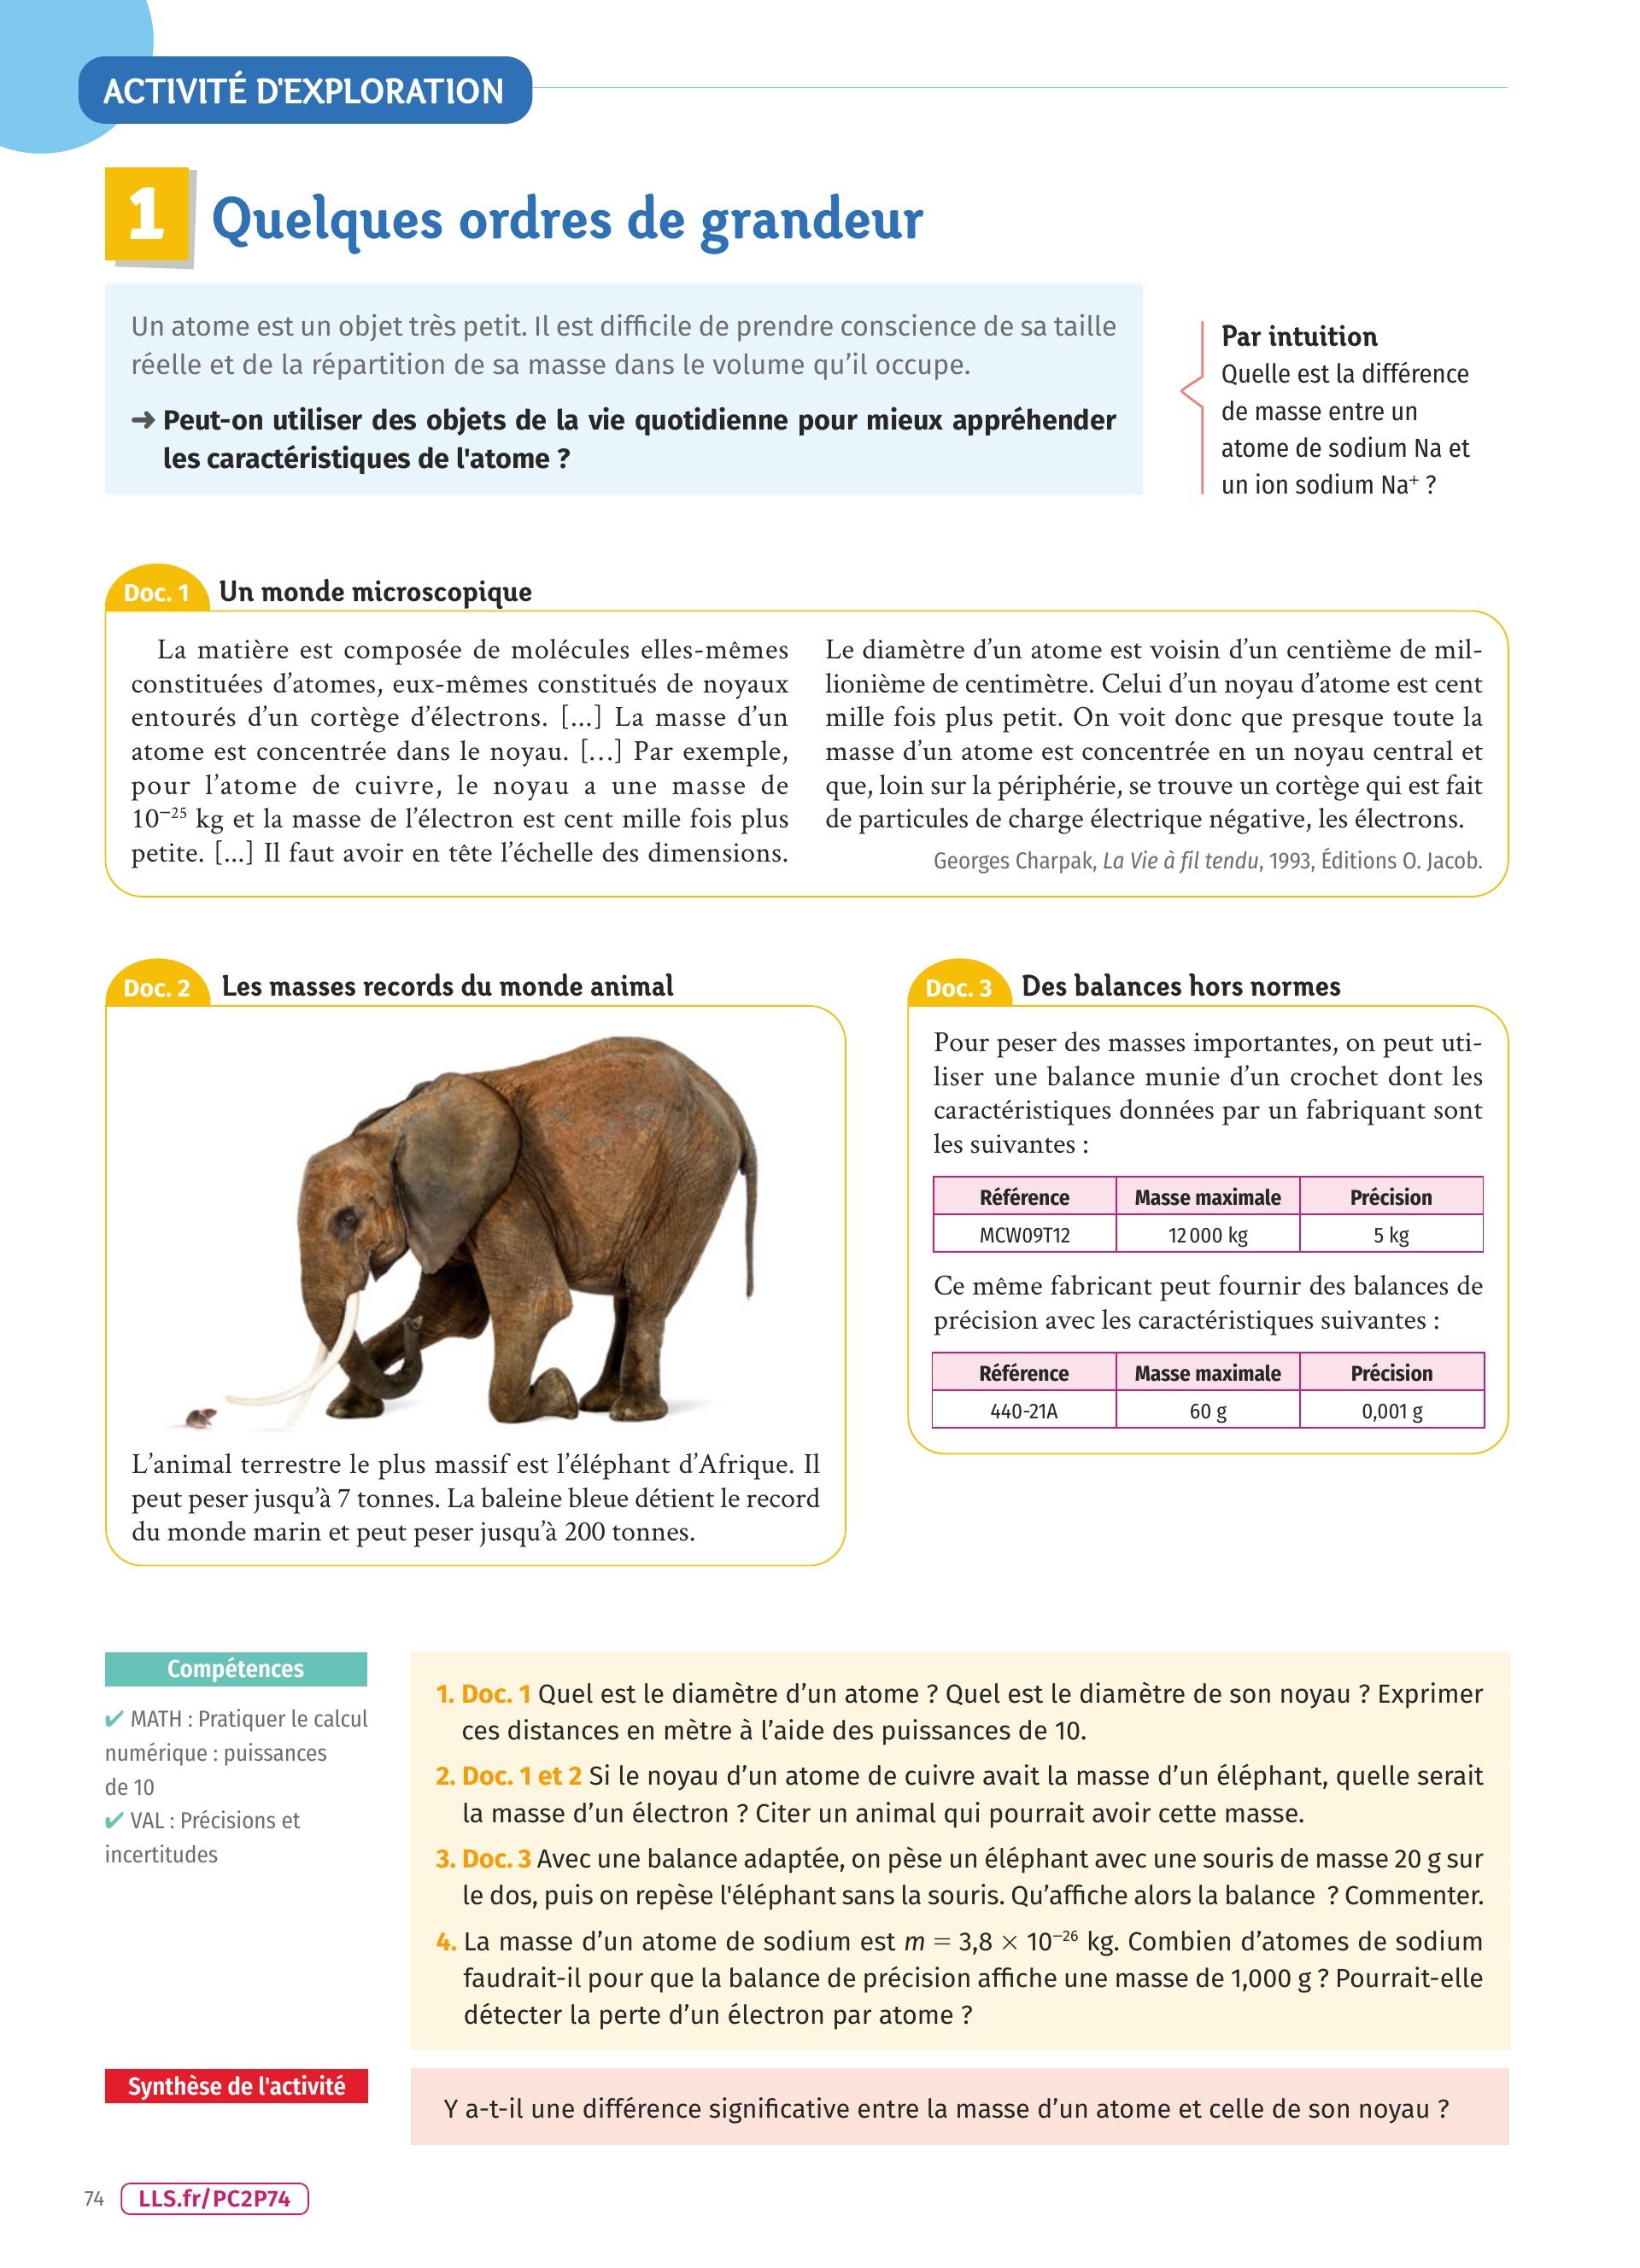 ACTIVITÉ D'EXPLORATION
1
Quelques ordres de grandeur
Un atome est un objet très petit. Il est difficile de prendre conscience de sa taille
réelle et de la répartition de sa masse dans le volume qu’il occupe.
➜ Peut-on utiliser des objets de la vie quotidienne pour mieux appréhender
les caractéristiques de l'atome ?
Par intuition
Quelle est la différence
de masse entre un
atome de sodium Na et
un ion sodium Na⁺ ?
Doc. 1 Un monde microscopique
La matière est composée de molécules elles-mêmes
constituées d’atomes, eux-mêmes constitués de noyaux
entourés d’un cortège d’électrons. [...] La masse d’un
atome est concentrée dans le noyau. [...] Par exemple,
pour l’atome de cuivre, le noyau a une masse de
10⁻²⁵ kg et la masse de l’électron est cent mille fois plus
petite. [...] Il faut avoir en tête l’échelle des dimensions.
Le diamètre d’un atome est voisin d’un centième de mil-
lionième de centimètre. Celui d’un noyau d’atome est cent
mille fois plus petit. On voit donc que presque toute la
masse d’un atome est concentrée en un noyau central et
que, loin sur la périphérie, se trouve un cortège qui est fait
de particules de charge électrique négative, les électrons.
Georges Charpak, La Vie à fil tendu, 1993, Éditions O. Jacob.
Doc. 2 Les masses records du monde animal
L’animal terrestre le plus massif est l’éléphant d’Afrique. Il
peut peser jusqu’à 7 tonnes. La baleine bleue détient le record
du monde marin et peut peser jusqu’à 200 tonnes.
Doc. 3 Des balances hors normes
Pour peser des masses importantes, on peut uti-
liser une balance munie d’un crochet dont les
caractéristiques données par un fabriquant sont
les suivantes :
Référence Masse maximale Précision
MCW09T12 12 000 kg 5 kg
Ce même fabricant peut fournir des balances de
précision avec les caractéristiques suivantes :
Référence Masse maximale Précision
440-21A 60 g 0,001 g
Compétences
✔ MATH : Pratiquer le calcul
numérique : puissances
de 10
✔ VAL : Précisions et
incertitudes
1. Doc. 1 Quel est le diamètre d’un atome ? Quel est le diamètre de son noyau ? Exprimer
ces distances en mètre à l’aide des puissances de 10.
2. Doc. 1 et 2 Si le noyau d’un atome de cuivre avait la masse d’un éléphant, quelle serait
la masse d’un électron ? Citer un animal qui pourrait avoir cette masse.
3. Doc. 3 Avec une balance adaptée, on pèse un éléphant avec une souris de masse 20 g sur
le dos, puis on repèse l'éléphant sans la souris. Qu’affiche alors la balance ? Commenter.
4. La masse d’un atome de sodium est m = 3,8 × 10⁻²⁶ kg. Combien d’atomes de sodium
faudrait-il pour que la balance de précision affiche une masse de 1,000 g ? Pourrait-elle
détecter la perte d’un électron par atome ?
Synthèse de l'activité
Y a-t-il une différence significative entre la masse d’un atome et celle de son noyau ?
74 LLS.fr/PC2P74